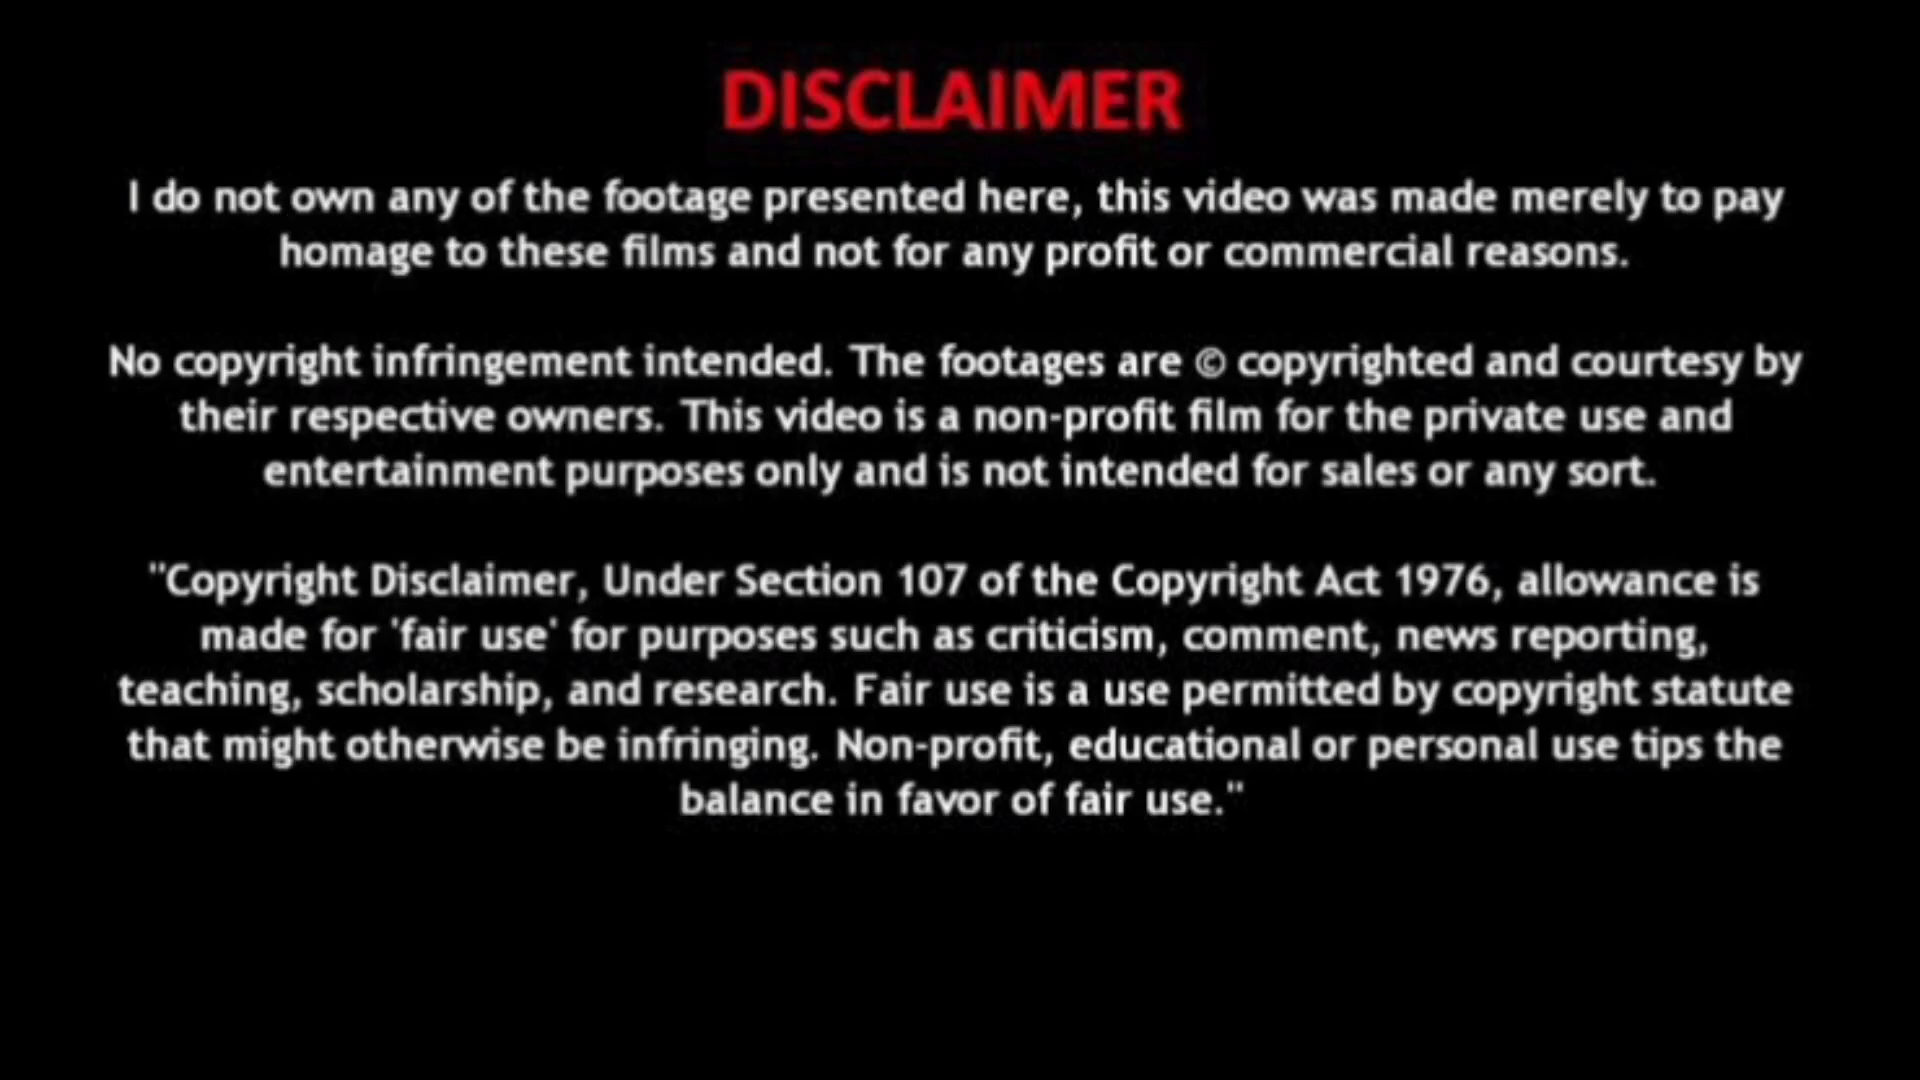 DISCLAIMER
I do not own any of the footage presented here, this video was made merely to pay
homage to these films and not for any profit or commercial reasons.
No copyright infringement intended. The footages are © copyrighted and courtesy by
their respective owners. This video is a non-profit film for the private use and
entertainment purposes only and is not intended for sales or any sort.
"Copyright Disclaimer, Under Section 107 of the Copyright Act 1976, allowance is
made for 'fair use' for purposes such as criticism, comment, news reporting,
teaching, scholarship, and research. Fair use is a use permitted by copyright statute
that might otherwise be infringing. Non-profit, educational or personal use tips the
balance in favor of fair use."